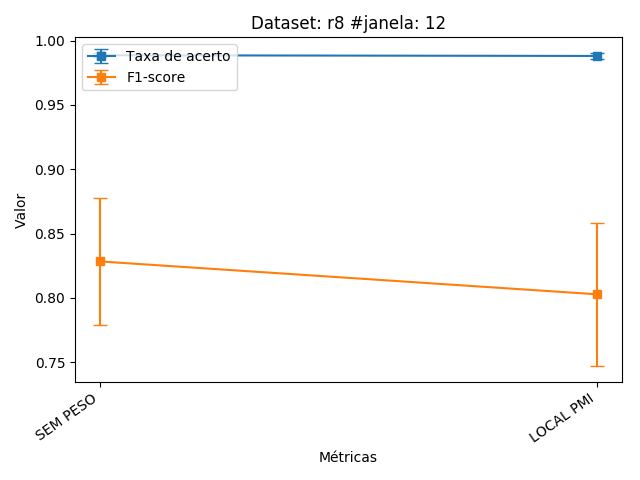 Dataset: r8 #janela: 12
1.00
0.95
0.90
0.85
0.80
0.75
Valor
Taxa de acerto
F1-score
SEM PESO
LOCAL PMI
Métricas